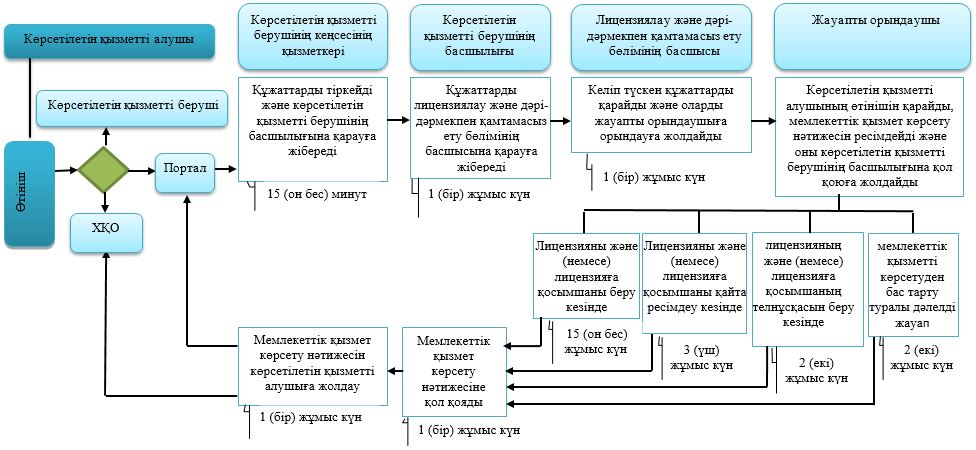 Көрсетілетін қызметті алушы
Көрсетілетін қызметті
берушінің кеңсесінің
қызметкері
Көрсетілетін
қызметті берушінің
басшылығы
Лицензиялау және дәрі-
дәрмекпен қамтамасыз ету
бөлімінің басшысы
Жауапты орындаушы
Көрсетілетін қызметті беруші
Өтініш
Портал
ХҚО
Құжаттарды тіркейді
және көрсетілетін
қызметті берушінің
басшылығына қарауға
жібереді
15 (он бес) минут
Құжаттарды
лицензиялау және дәрі-
дәрмекпен қамтамасыз
ету бөлімінің
басшысына қарауға
жібереді
1 (бір) жұмыс күн
Келіп түскен құжаттарды
қарайды және оларды
жауапты орындаушыға
орындауға жолдайды
1 (бір) жұмыс күн
Көрсетілетін қызметті
алушының өтінішін қарайды,
мемлекеттік қызмет көрсету
нәтижесін ресімдейді және
оны көрсетілетін қызметті
берушінің басшылығына қол
қоюға жолдайды
Лицензияны және
(немесе)
лицензияға
қосымшаны беру
кезінде
15 (он бес)
жұмыс күн
Лицензияны және
(немесе)
лицензияға
қосымшаны қайта
ресімдеу кезінде
3 (үш)
жұмыс күн
лицензияның
және (немесе)
лицензияға
қосымшаның
телнұсқасын беру
кезінде
2 (екі)
жұмыс күн
мемлекеттік
қызметті
көрсетуден
бас тарту
туралы дәлелді
жауап
2 (екі)
жұмыс күн
Мемлекеттік
қызмет
көрсету
нәтижесіне
қол қояды
1 (бір) жұмыс күн
Мемлекеттік қызмет
көрсету нәтижесін
көрсетілетін қызметті
алушыға жолдау
1 (бір) жұмыс күн